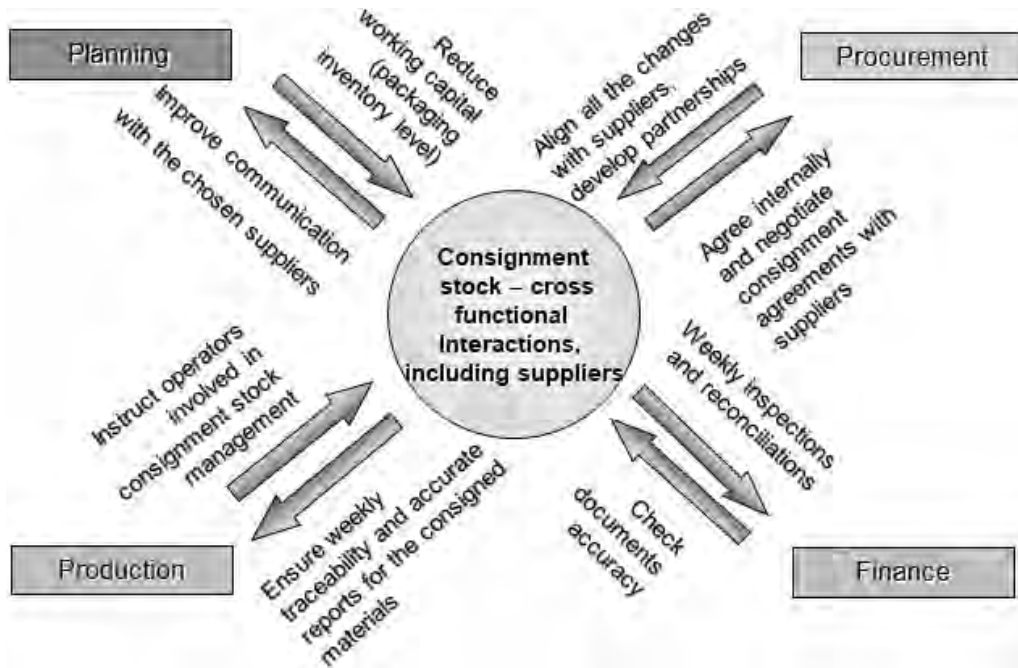 Planning
Reduce
working capital
(packaging
inventory level)
Improve communication
with the chosen suppliers
Procurement
Align all the changes
with suppliers,
develop partnerships
Agree internally
and negotiate
consignment
agreements with
suppliers
Consignment
stock – cross
functional
Interactions,
including suppliers
Instruct operators
involved in
consignment stock
management
Production
Ensure weekly
traceability and accurate
reports for the consigned
materials
Weekly inspections
and reconciliations
Check
documents
accuracy
Finance